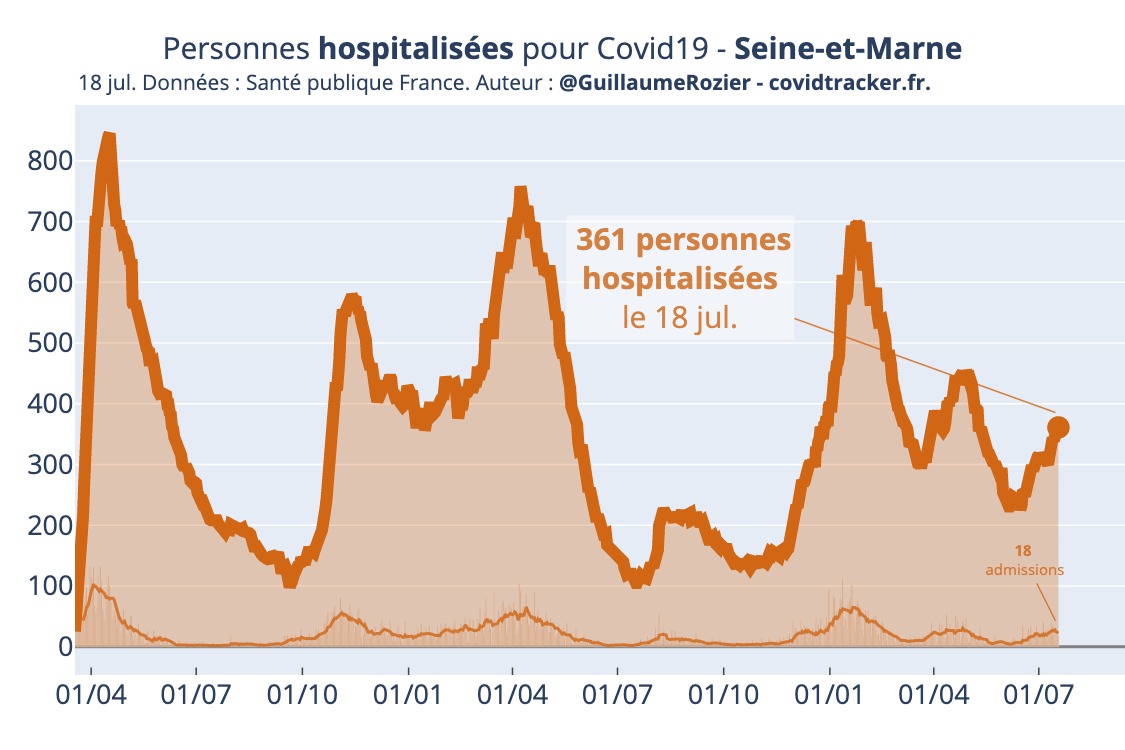 Personnes hospitalisées pour Covid19 - Seine-et-Marne
18 jul. Données : Santé publique France. Auteur : @GuillaumeRozier - covidtracker.fr.
800
700
600
500
400
300
200
100
0
361 personnes
hospitalisées
le 18 jul.
18
admissions
01/04 01/07 01/10 01/01 01/04 01/07 01/10 01/01 01/04 01/07